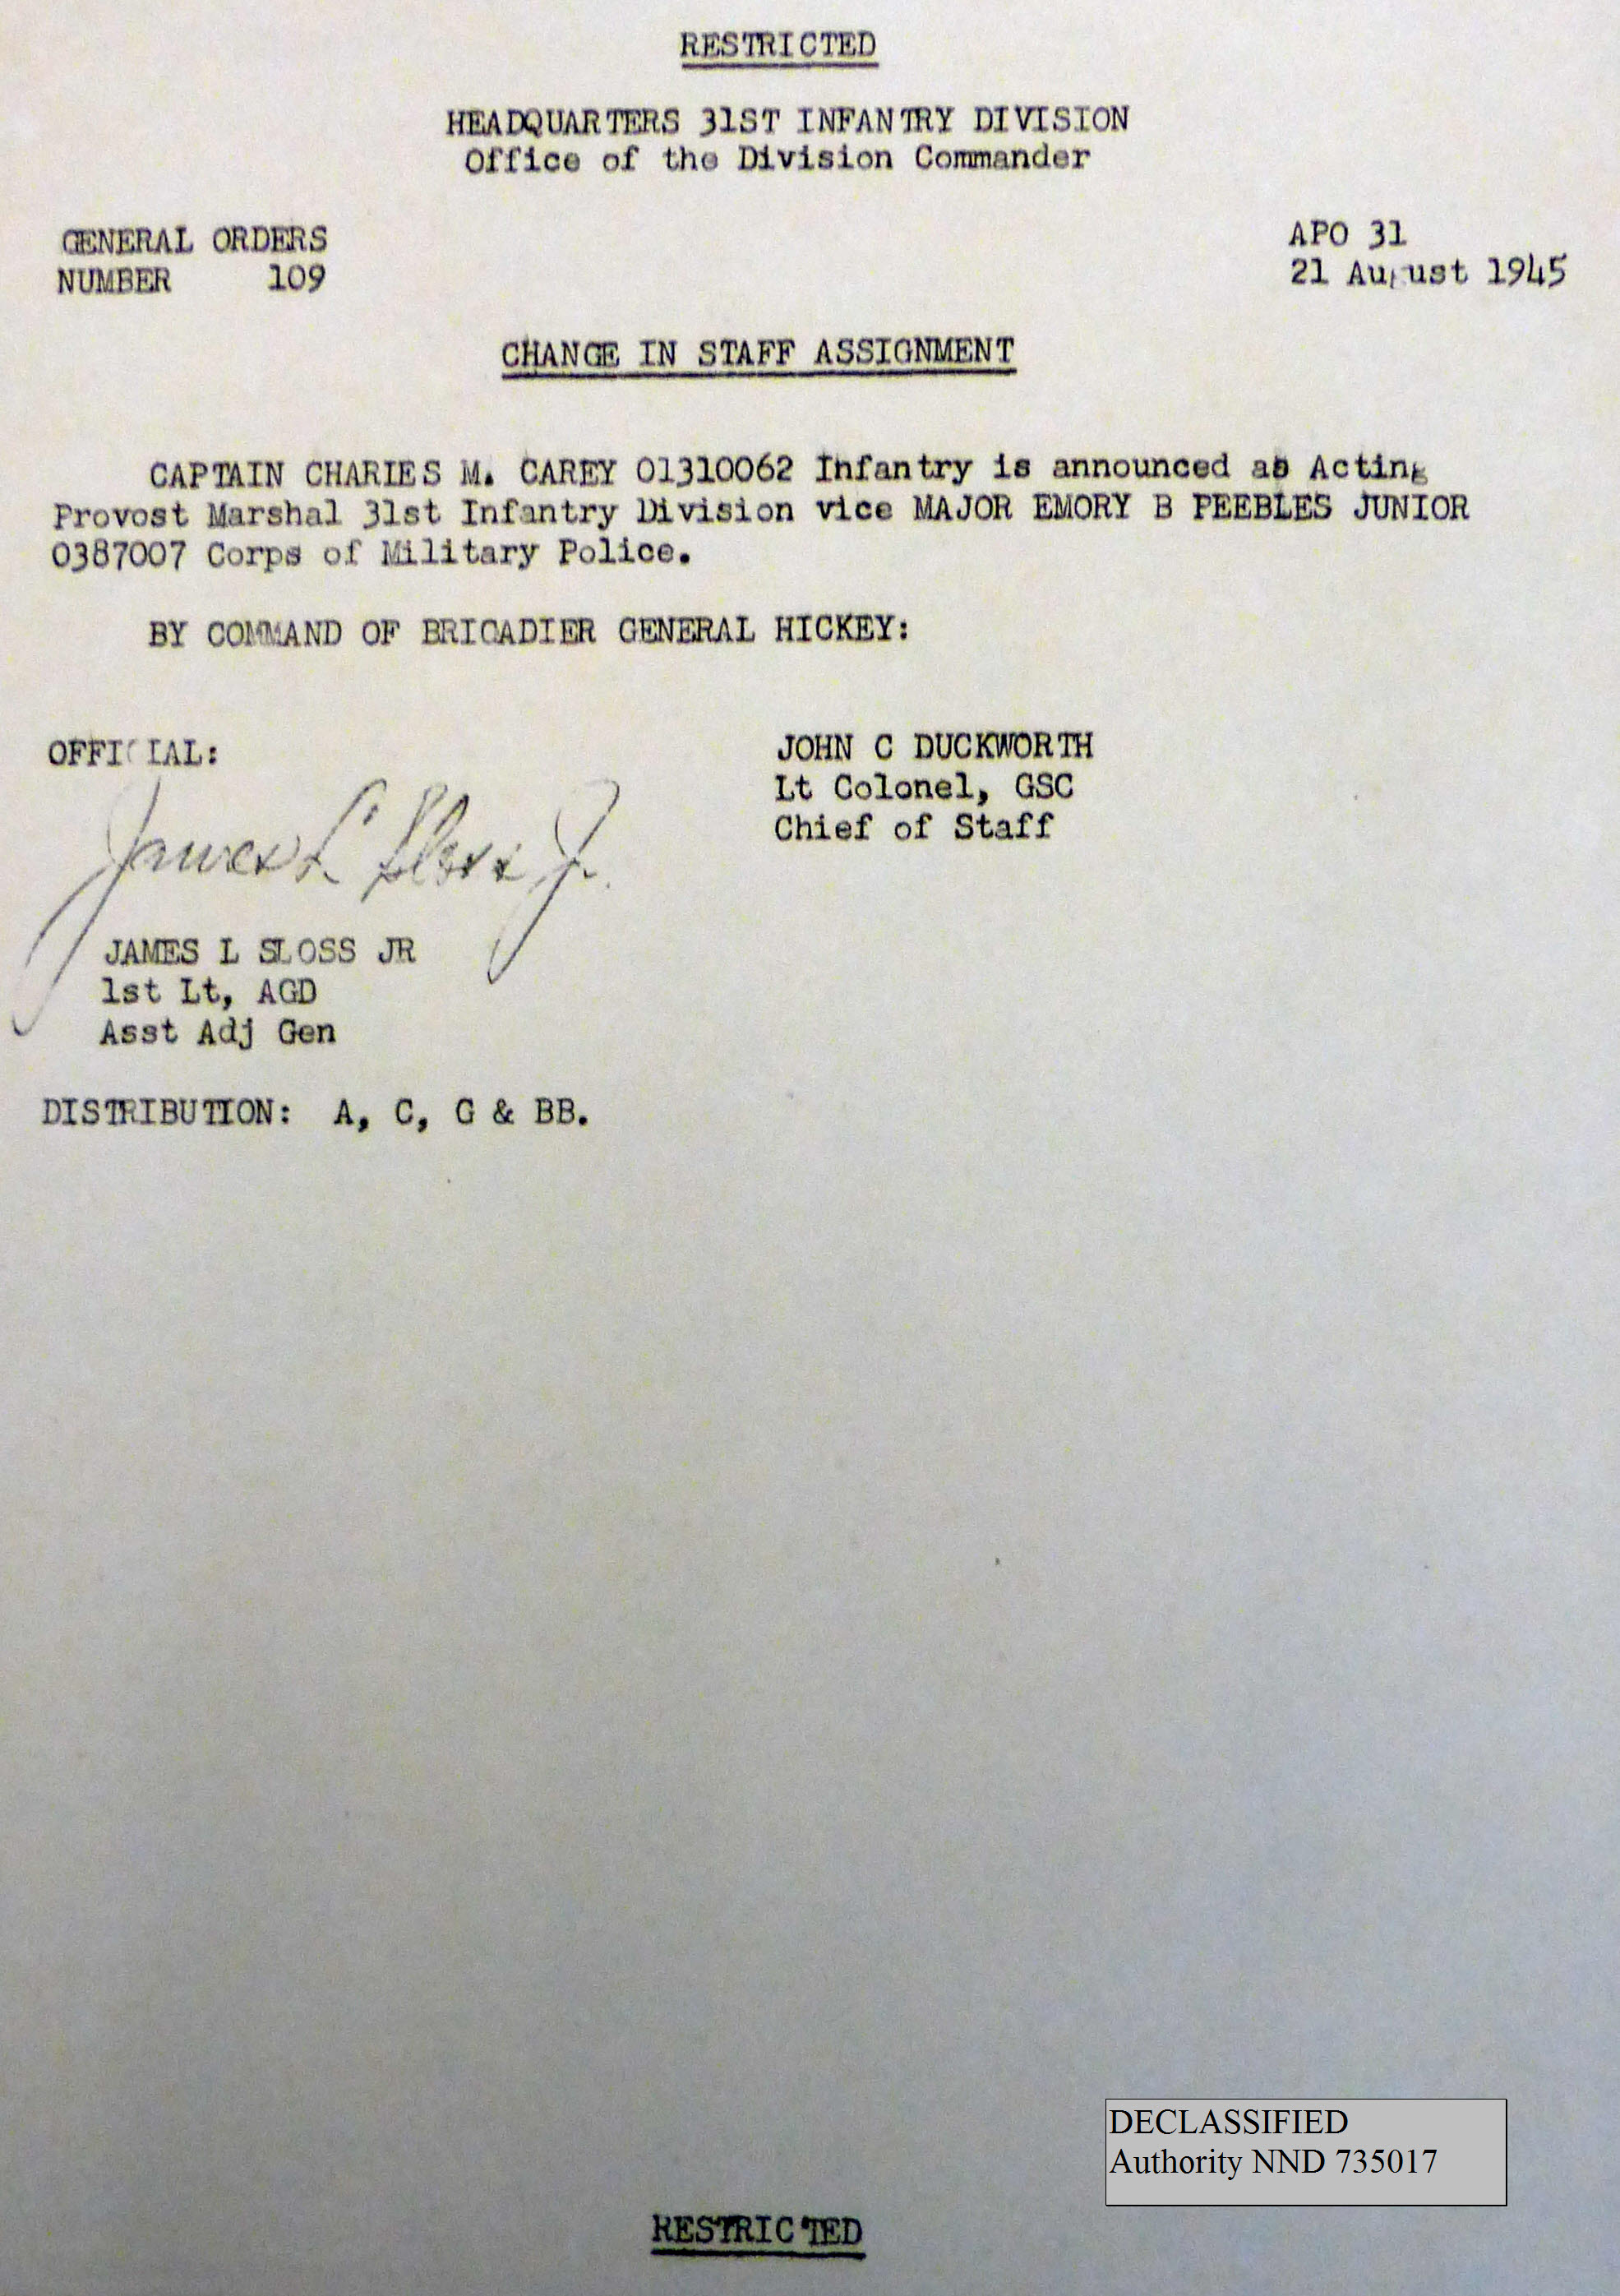 RESTRICTED
HEADQUARTERS 31ST INFANTRY DIVISION
Office of the Division Commander
GENERAL ORDERS
NUMBER 109
APO 31
21 August 1945
CHANGE IN STAFF ASSIGNMENT
CAPTAIN CHARLES M. CAREY 01310062 Infantry is announced as Acting
Provost Marshal 31st Infantry Division vice MAJOR EMORY B PEEBLES JUNIOR
0387007 Corps of Military Police.
BY COMMAND OF BRIGADIER GENERAL HICKEY:
OFFICIAL:
JOHN C DUCKWORTH
Lt Colonel, GSC
Chief of Staff
James L Sloss Jr.
JAMES L SLOSS JR
1st Lt, AGD
Asst Adj Gen
DISTRIBUTION: A, C, G & BB.
DECLASSIFIED
Authority NND 735017
RESTRICTED